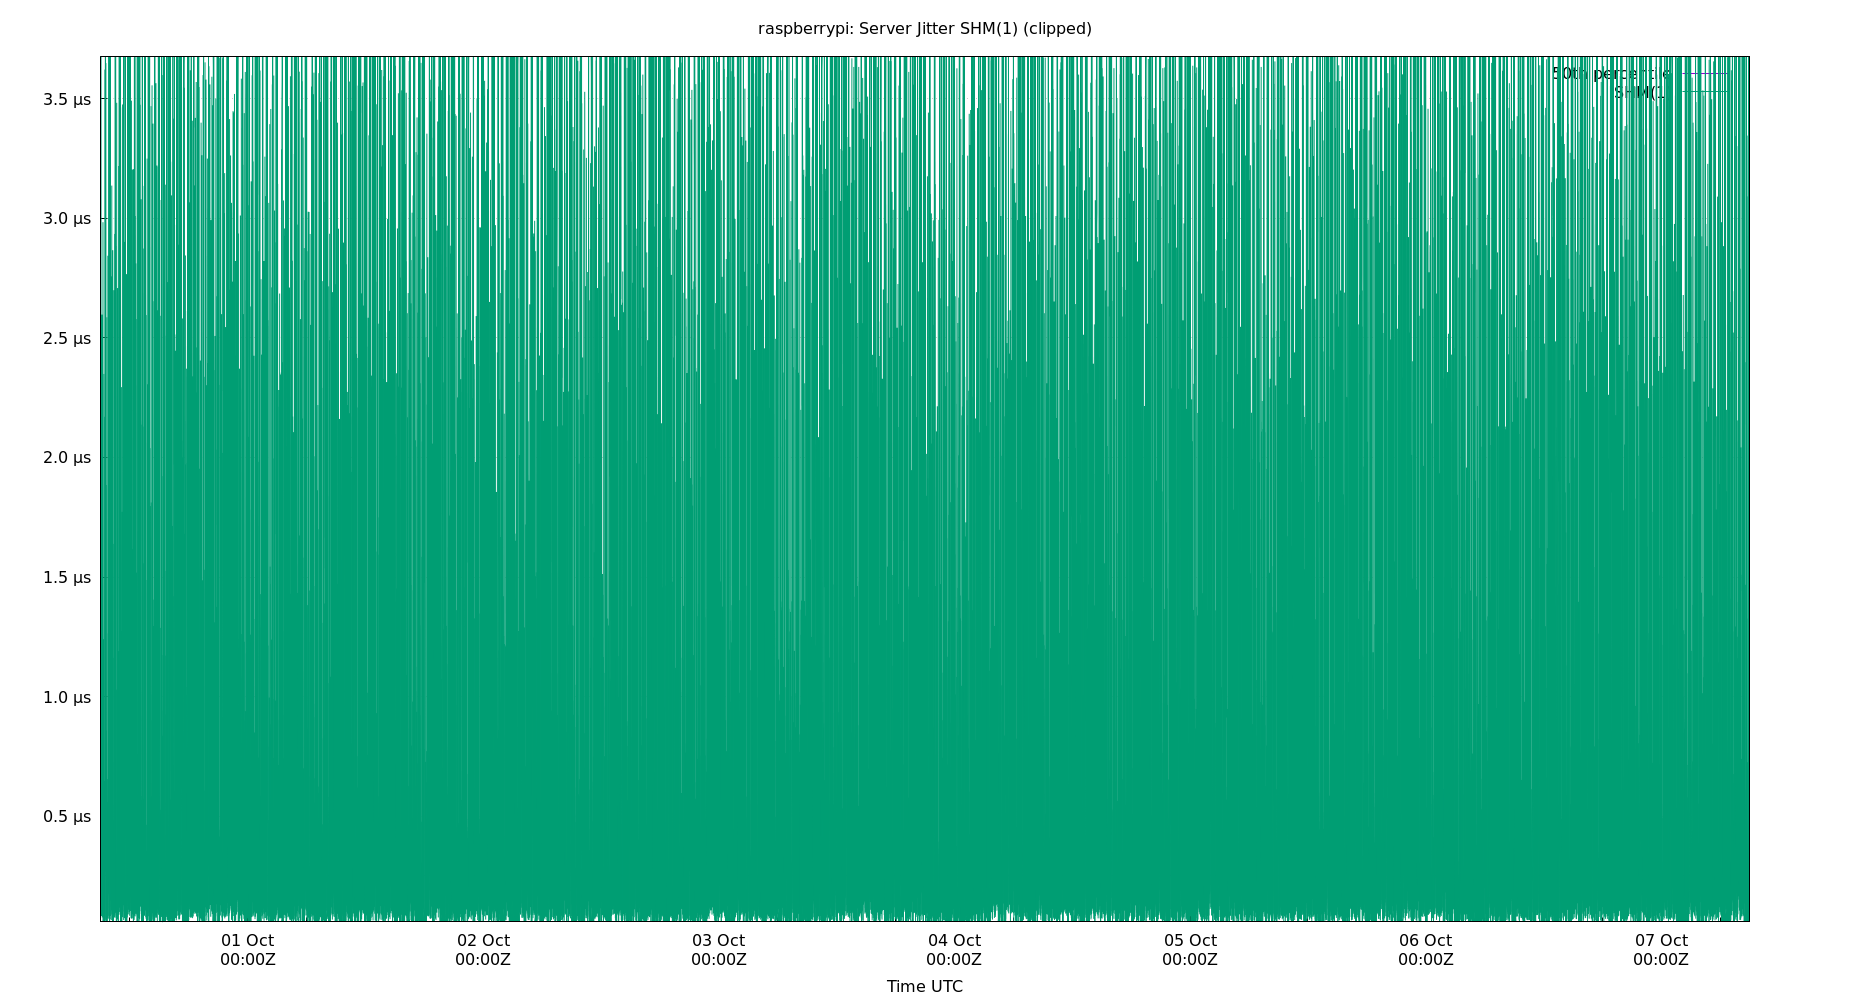 raspberrypi: Server Jitter SHM(1) (clipped)
50th percentile
SHM(1)
3.5 µs
3.0 µs
2.5 µs
2.0 µs
1.5 µs
1.0 µs
0.5 µs
01 Oct 02 Oct 03 Oct 04 Oct 05 Oct 06 Oct 07 Oct
00:00Z 00:00Z 00:00Z 00:00Z 00:00Z 00:00Z 00:00Z
Time UTC